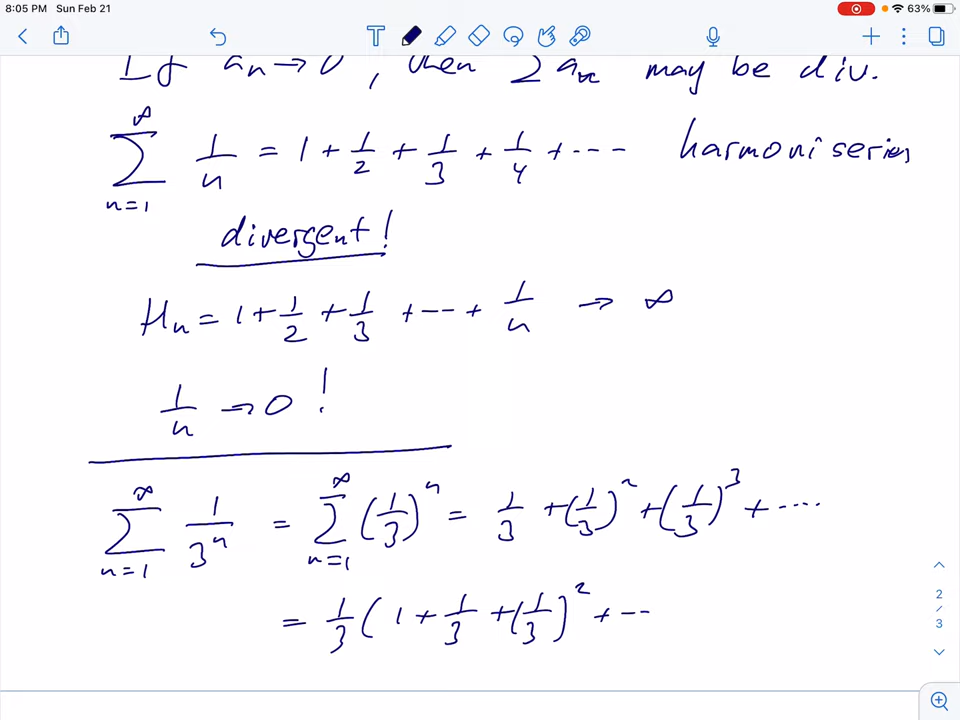 8:05 PM Sun Feb 21 63%
If aₙ → 0, then Σ aₙ may be div.
∑_{n=1}^{∞} 1/n = 1 + 1/2 + 1/3 + 1/4 + ··· harmoni series
divergent!
Hₙ = 1 + 1/2 + 1/3 + ··· + 1/n → ∞
1/n → 0 !
∑_{n=1}^{∞} 1/3ⁿ = ∑_{n=1}^{∞} (1/3)ⁿ = 1/3 + (1/3)² + (1/3)³ + ····
= 1/3 ( 1 + 1/3 + (1/3)² + ···
2 / 3